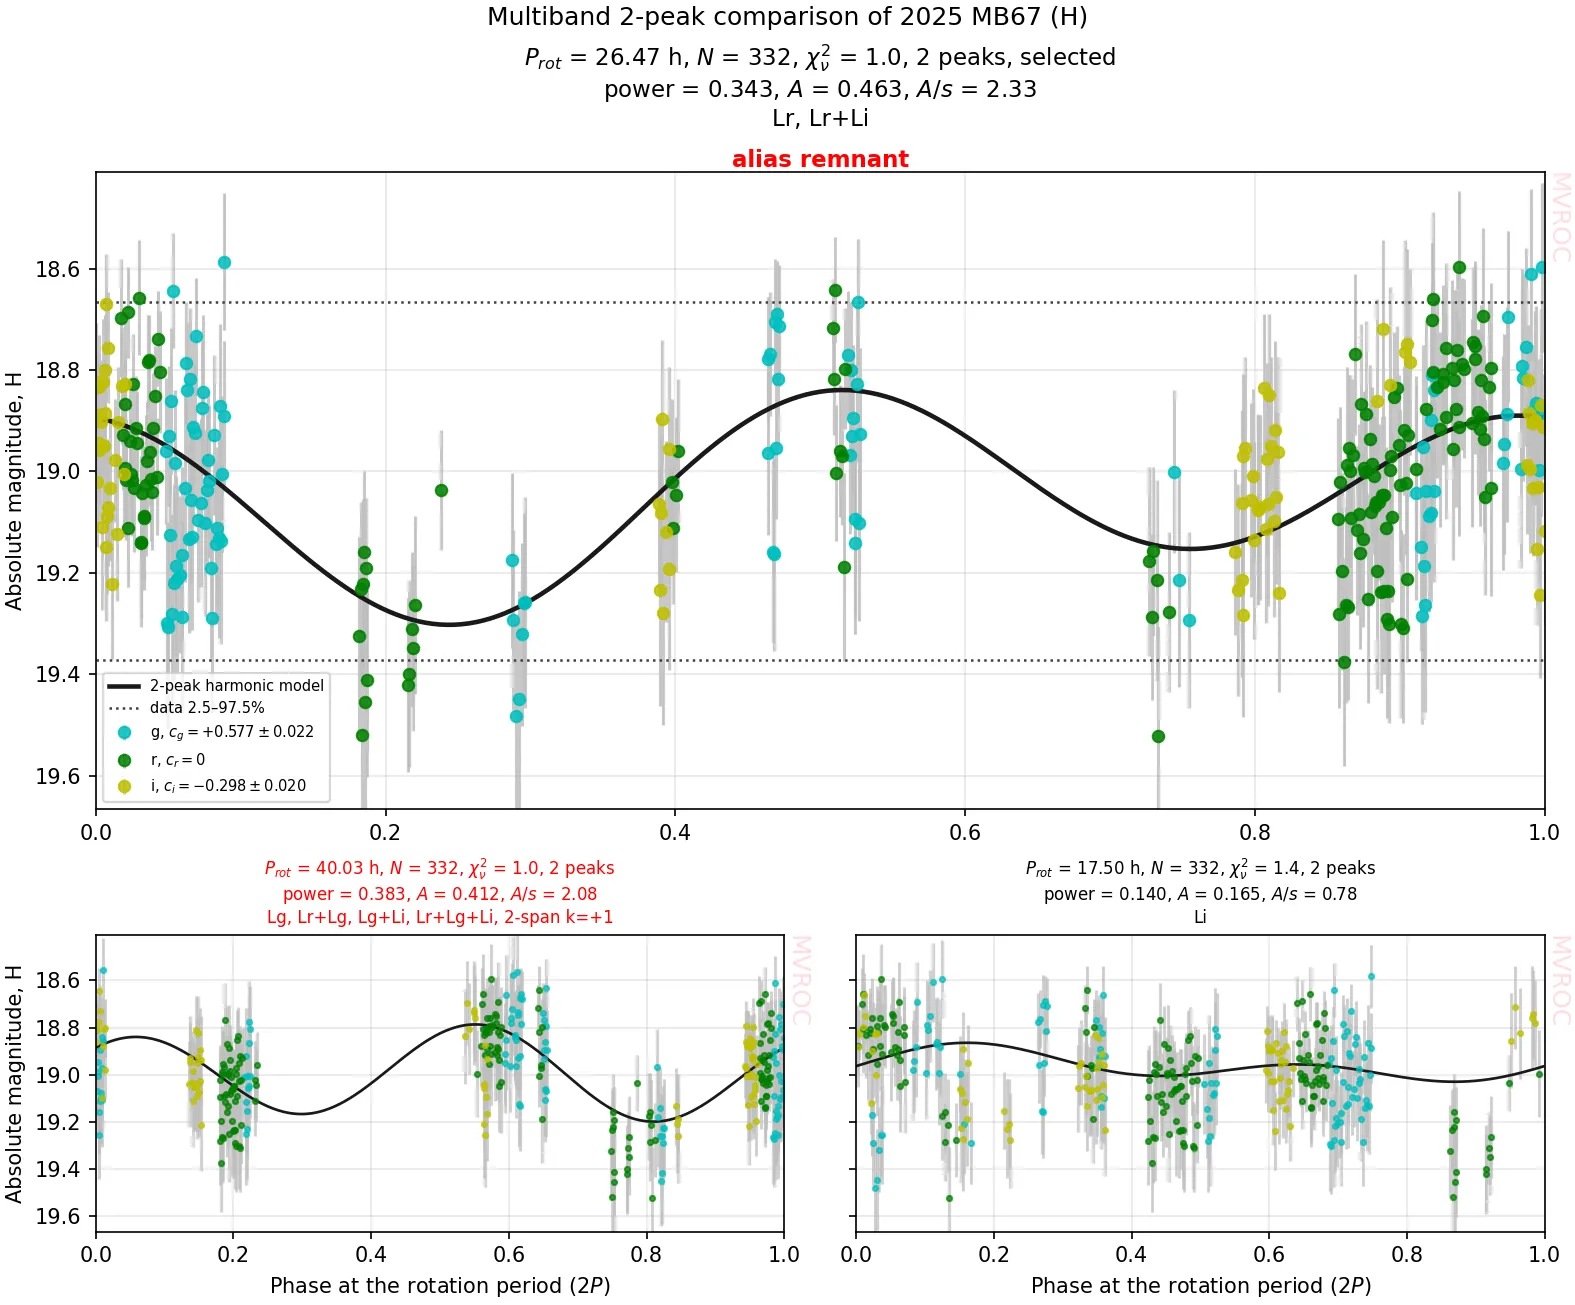 Multiband 2-peak comparison of 2025 MB67 (H)
P_rot = 26.47 h, N = 332, χ²_ν = 1.0, 2 peaks, selected
power = 0.343, A = 0.463, A/s = 2.33
Lr, Lr+Li
alias remnant
MVROC
Absolute magnitude, H
18.6
18.8
19.0
19.2
19.4
19.6
2-peak harmonic model
data 2.5–97.5%
g, c_g = +0.577 ± 0.022
r, c_r = 0
i, c_i = −0.298 ± 0.020
0.0 0.2 0.4 0.6 0.8 1.0
P_rot = 40.03 h, N = 332, χ²_ν = 1.0, 2 peaks
power = 0.383, A = 0.412, A/s = 2.08
Lg, Lr+Lg, Lg+Li, Lr+Lg+Li, 2-span k=+1
MVROC
Absolute magnitude, H
18.6
18.8
19.0
19.2
19.4
19.6
0.0 0.2 0.4 0.6 0.8 1.0
Phase at the rotation period (2P)
P_rot = 17.50 h, N = 332, χ²_ν = 1.4, 2 peaks
power = 0.140, A = 0.165, A/s = 0.78
Li
MVROC
0.0 0.2 0.4 0.6 0.8 1.0
Phase at the rotation period (2P)